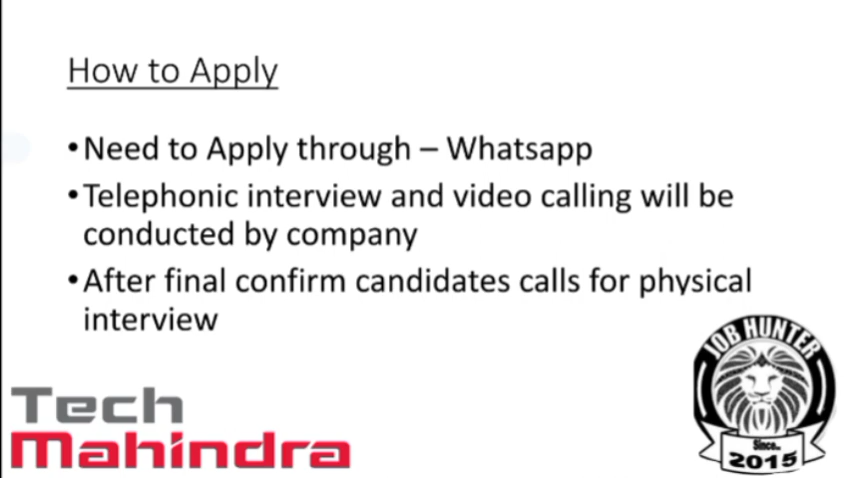 How to Apply
•Need to Apply through – Whatsapp
•Telephonic interview and video calling will be
conducted by company
•After final confirm candidates calls for physical
interview
JOB HUNTER
Since..
2015
Tech
Mahindra